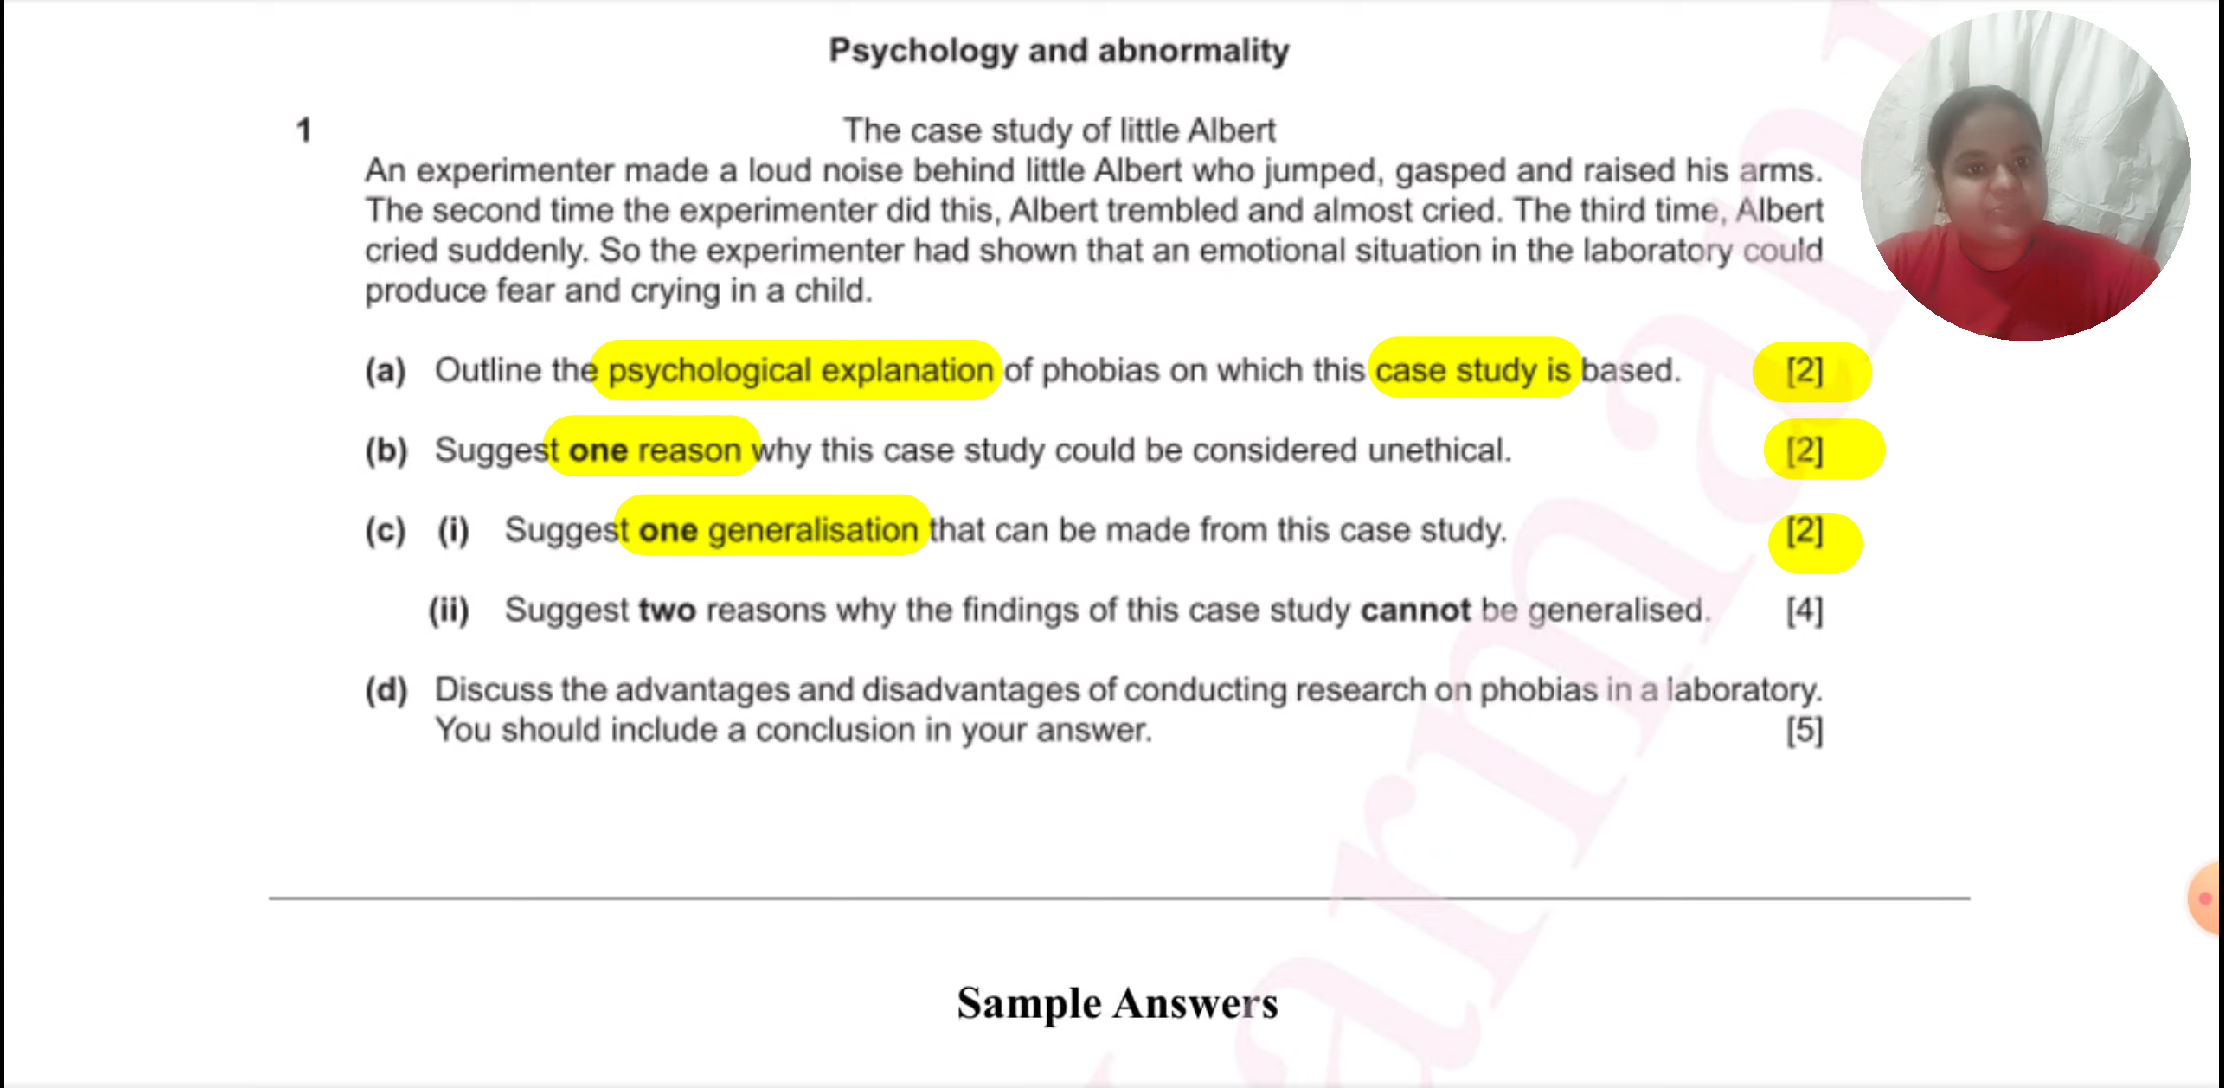 Psychology and abnormality
1 The case study of little Albert
An experimenter made a loud noise behind little Albert who jumped, gasped and raised his arms.
The second time the experimenter did this, Albert trembled and almost cried. The third time, Albert
cried suddenly. So the experimenter had shown that an emotional situation in the laboratory could
produce fear and crying in a child.
(a) Outline the psychological explanation of phobias on which this case study is based. [2]
(b) Suggest one reason why this case study could be considered unethical. [2]
(c) (i) Suggest one generalisation that can be made from this case study. [2]
(ii) Suggest two reasons why the findings of this case study cannot be generalised. [4]
(d) Discuss the advantages and disadvantages of conducting research on phobias in a laboratory.
You should include a conclusion in your answer. [5]
Sample Answers